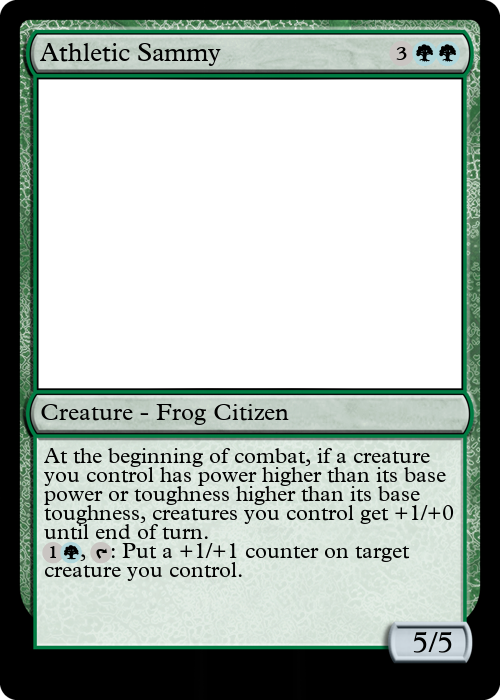 Athletic Sammy 3
Creature - Frog Citizen
At the beginning of combat, if a creature
you control has power higher than its base
power or toughness higher than its base
toughness, creatures you control get +1/+0
until end of turn.
1 , : Put a +1/+1 counter on target
creature you control.
5/5